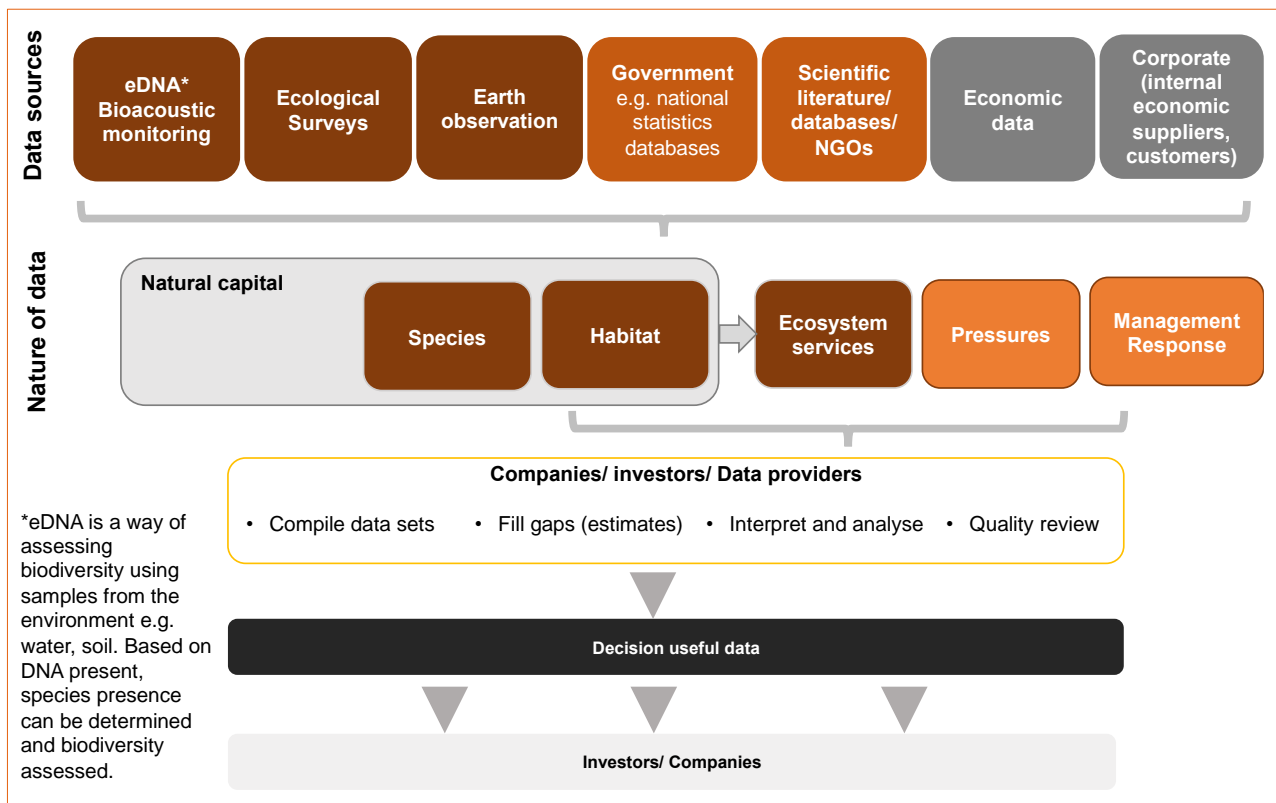 Data sources
eDNA*
Bioacoustic
monitoring
Ecological
Surveys
Earth
observation
Government
e.g. national
statistics
databases
Scientific
literature/
databases/
NGOs
Economic
data
Corporate
(internal
economic
suppliers,
customers)
Nature of data
Natural capital
Species
Habitat
Ecosystem
services
Pressures
Management
Response
Companies/ investors/ Data providers
• Compile data sets
• Fill gaps (estimates)
• Interpret and analyse
• Quality review
*eDNA is a way of
assessing
biodiversity using
samples from the
environment e.g.
water, soil. Based on
DNA present,
species presence
can be determined
and biodiversity
assessed.
Decision useful data
Investors/ Companies